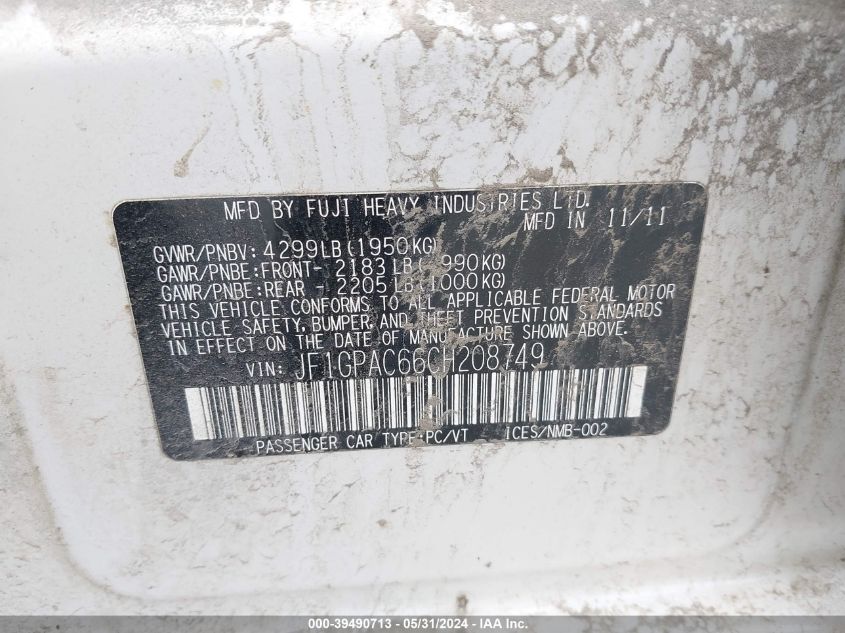 MFD BY FUJI HEAVY INDUSTRIES LTD.
MFD IN 11/11
GVWR/PNBV: 4299LB(1950KG)
GAWR/PNBE:FRONT- 2183LB( 990KG)
GAWR/PNBE:REAR - 2205LB(1000KG)
THIS VEHICLE CONFORMS TO ALL APPLICABLE FEDERAL MOTOR
VEHICLE SAFETY, BUMPER, AND THEFT PREVENTION STANDARDS
IN EFFECT ON THE DATE OF MANUFACTURE SHOWN ABOVE.
VIN: JF1GPAC66CH208749
PASSENGER CAR TYPE:PC/VT ICES/NMB-002
000-39490713 - 05/31/2024 - IAA Inc.